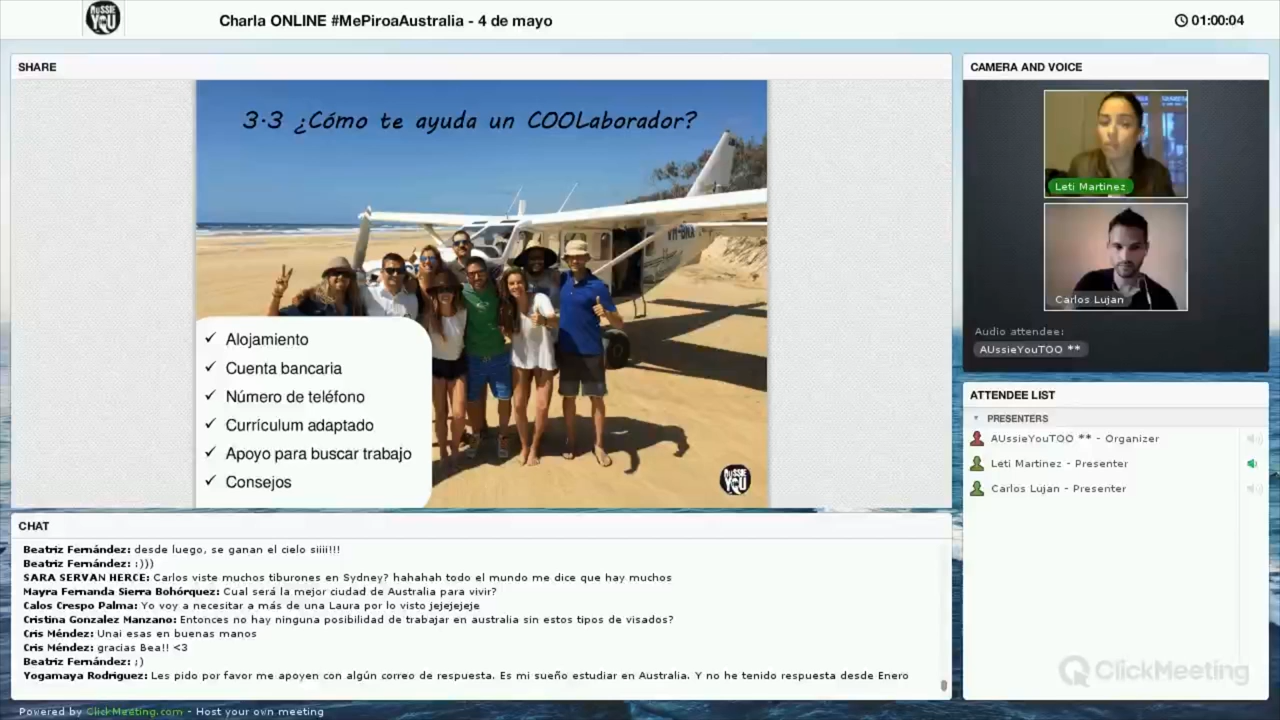 AUSSIE
YOU
Charla ONLINE #MePiroaAustralia - 4 de mayo
01:00:04
SHARE
3.3 ¿Cómo te ayuda un COOLaborador?
✓ Alojamiento
✓ Cuenta bancaria
✓ Número de teléfono
✓ Currículum adaptado
✓ Apoyo para buscar trabajo
✓ Consejos
AUSSIE
YOU
CAMERA AND VOICE
Leti Martinez
Carlos Lujan
Audio attendee:
AUssieYouTOO **
ATTENDEE LIST
PRESENTERS
AUssieYouTOO ** - Organizer
Leti Martinez - Presenter
Carlos Lujan - Presenter
CHAT
Beatriz Fernández: desde luego, se ganan el cielo siiii!!!
Beatriz Fernández: :)))
SARA SERVAN HERCE: Carlos viste muchos tiburones en Sydney? hahahah todo el mundo me dice que hay muchos
Mayra Fernanda Sierra Bohórquez: Cual será la mejor ciudad de Australia para vivir?
Calos Crespo Palma: Yo voy a necesitar a más de una Laura por lo visto jejejejeje
Cristina Gonzalez Manzano: Entonces no hay ninguna posibilidad de trabajar en australia sin estos tipos de visados?
Cris Méndez: Unai esas en buenas manos
Cris Méndez: gracias Bea!! <3
Beatriz Fernández: ;)
Yogamaya Rodriguez: Les pido por favor me apoyen con algún correo de respuesta. Es mi sueño estudiar en Australia. Y no he tenido respuesta desde Enero
ClickMeeting
Powered by ClickMeeting.com - Host your own meeting